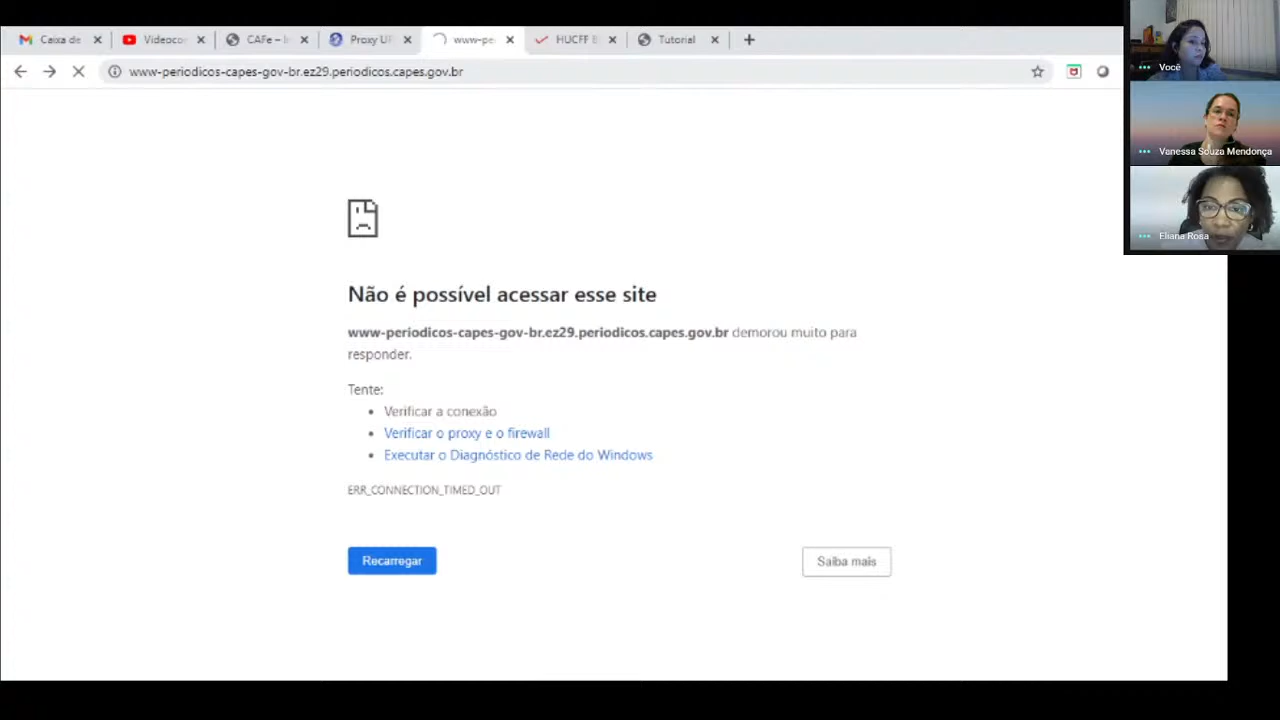 Caixa de
Videoco
CAFe – I
Proxy U
www-pe
HUCFF
Tutorial
www-periodicos-capes-gov-br.ez29.periodicos.capes.gov.br
Você
Vanessa Souza Mendonça
Eliana Rosa
Não é possível acessar esse site
www-periodicos-capes-gov-br.ez29.periodicos.capes.gov.br demorou muito para
responder.
Tente:
• Verificar a conexão
• Verificar o proxy e o firewall
• Executar o Diagnóstico de Rede do Windows
ERR_CONNECTION_TIMED_OUT
Recarregar
Saiba mais